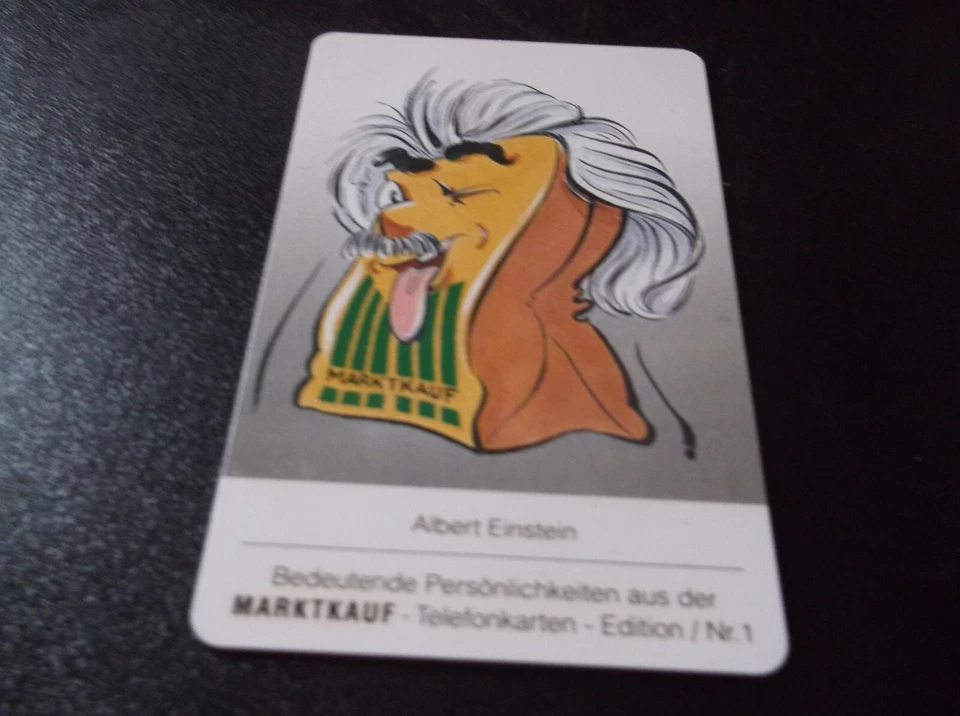 MARKTKAUF
Albert Einstein
Bedeutende Persönlichkeiten aus der
MARKTKAUF - Telefonkarten - Edition / Nr. 1